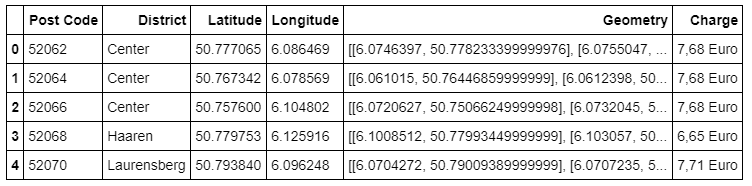 Post Code District Latitude Longitude Geometry Charge
0 52062 Center 50.777065 6.086469 [[6.0746397, 50.778233399999976], [6.0755047, ... 7,68 Euro
1 52064 Center 50.767342 6.078569 [[6.061015, 50.76446859999999], [6.0612398, 50... 7,68 Euro
2 52066 Center 50.757600 6.104802 [[6.0720627, 50.75066249999998], [6.0732045, 5... 7,68 Euro
3 52068 Haaren 50.779753 6.125916 [[6.1008512, 50.77993449999999], [6.103057, 50... 6,65 Euro
4 52070 Laurensberg 50.793840 6.096248 [[6.0704272, 50.79009389999999], [6.0707235, 5... 7,71 Euro